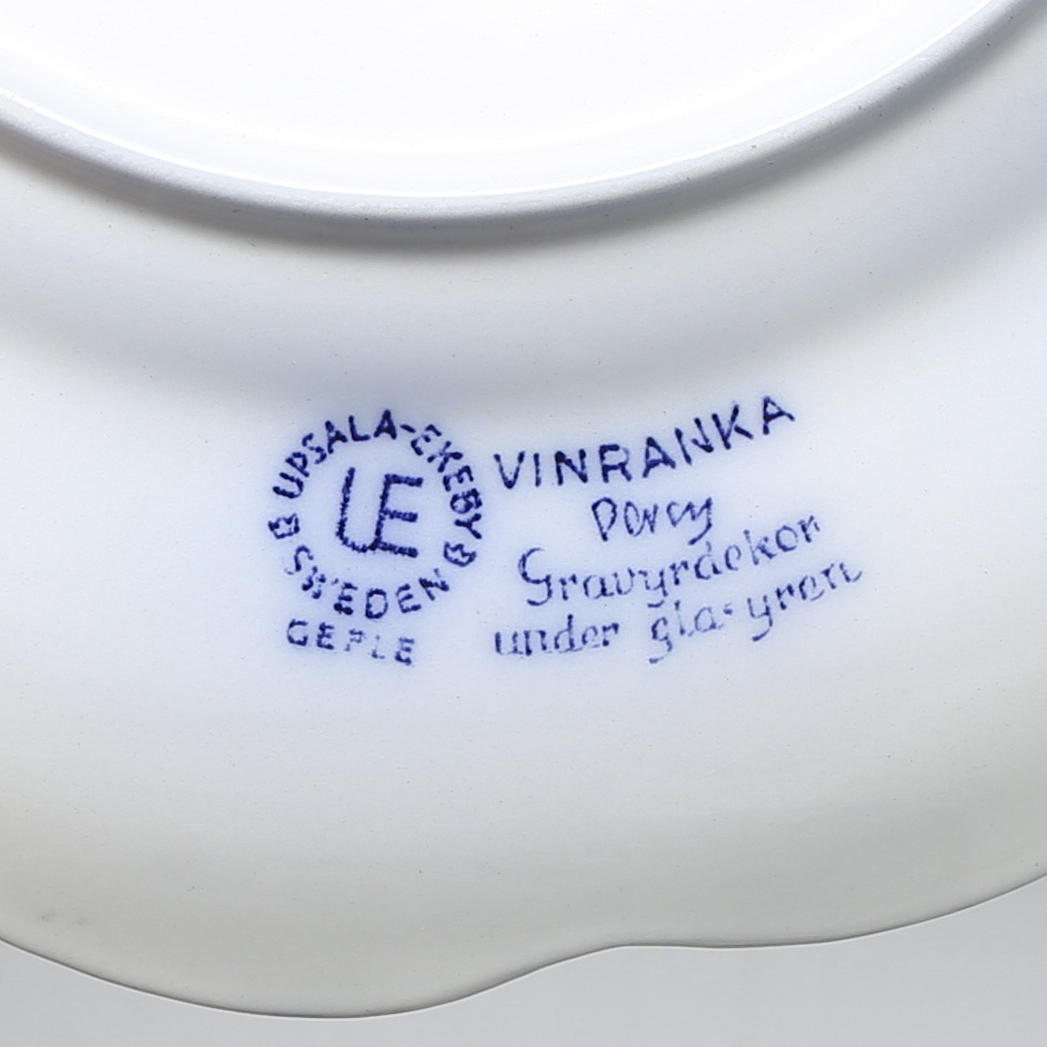 UPSALA-EKEBY
UE
SWEDEN
GEFLE
VINRANKA
Percy
Gravyrdekor
under glasyren